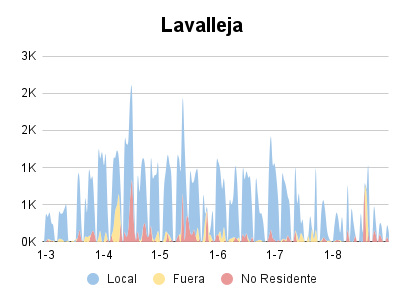 Lavalleja
3K
2K
2K
1K
1K
0K
1-3 1-4 1-5 1-6 1-7 1-8
Local Fuera No Residente